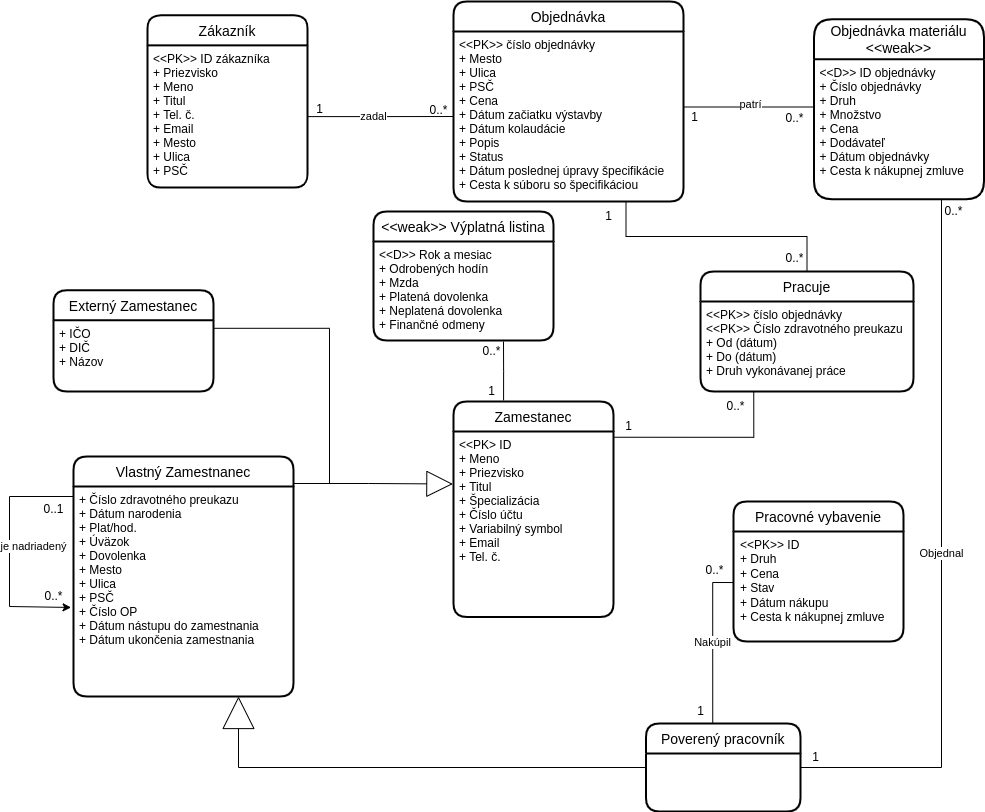 Zákazník
<<PK>> ID zákazníka
+ Priezvisko
+ Meno
+ Titul
+ Tel. č.
+ Email
+ Mesto
+ Ulica
+ PSČ
1
zadal
0..*
Objednávka
<<PK>> číslo objednávky
+ Mesto
+ Ulica
+ PSČ
+ Cena
+ Dátum začiatku výstavby
+ Dátum kolaudácie
+ Popis
+ Status
+ Dátum poslednej úpravy špecifikácie
+ Cesta k súboru so špecifikáciou
1
patrí
0..*
Objednávka materiálu
<<weak>>
<<D>> ID objednávky
+ Číslo objednávky
+ Druh
+ Množstvo
+ Cena
+ Dodávateľ
+ Dátum objednávky
+ Cesta k nákupnej zmluve
0..*
1
0..*
<<weak>> Výplatná listina
<<D>> Rok a mesiac
+ Odrobených hodín
+ Mzda
+ Platená dovolenka
+ Neplatená dovolenka
+ Finančné odmeny
0..*
1
Pracuje
<<PK>> číslo objednávky
<<PK>> Číslo zdravotného preukazu
+ Od (dátum)
+ Do (dátum)
+ Druh vykonávanej práce
0..*
1
Externý Zamestanec
+ IČO
+ DIČ
+ Názov
Zamestanec
<<PK> ID
+ Meno
+ Priezvisko
+ Titul
+ Špecializácia
+ Číslo účtu
+ Variabilný symbol
+ Email
+ Tel. č.
Vlastný Zamestnanec
+ Číslo zdravotného preukazu
+ Dátum narodenia
+ Plat/hod.
+ Úväzok
+ Dovolenka
+ Mesto
+ Ulica
+ PSČ
+ Číslo OP
+ Dátum nástupu do zamestnania
+ Dátum ukončenia zamestnania
0..1
je nadriadený
0..*
Pracovné vybavenie
<<PK>> ID
+ Druh
+ Cena
+ Stav
+ Dátum nákupu
+ Cesta k nákupnej zmluve
0..*
Nakúpil
1
Objednal
Poverený pracovník
1